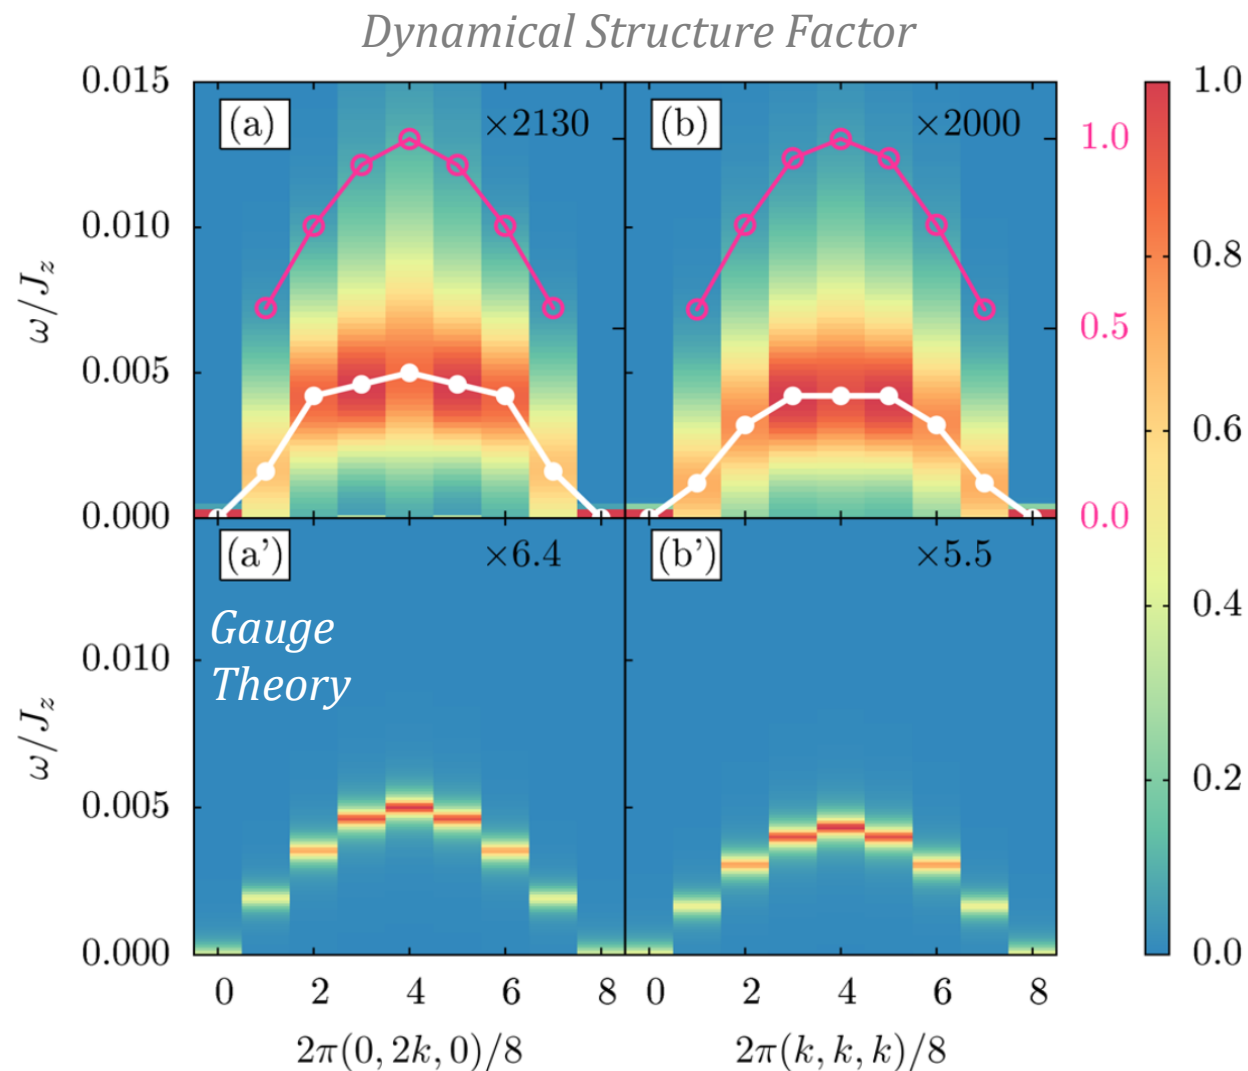 Dynamical Structure Factor
0.015
(a)
×2130
(b)
×2000
1.0
1.0
0.010
0.8
ω/J_z
0.5
0.005
0.6
0.000
0.0
(a')
×6.4
(b')
×5.5
0.4
Gauge
Theory
0.010
ω/J_z
0.005
0.2
0.000
0.0
0 2 4 6 8 0 2 4 6 8
2π(0, 2k, 0)/8
2π(k, k, k)/8